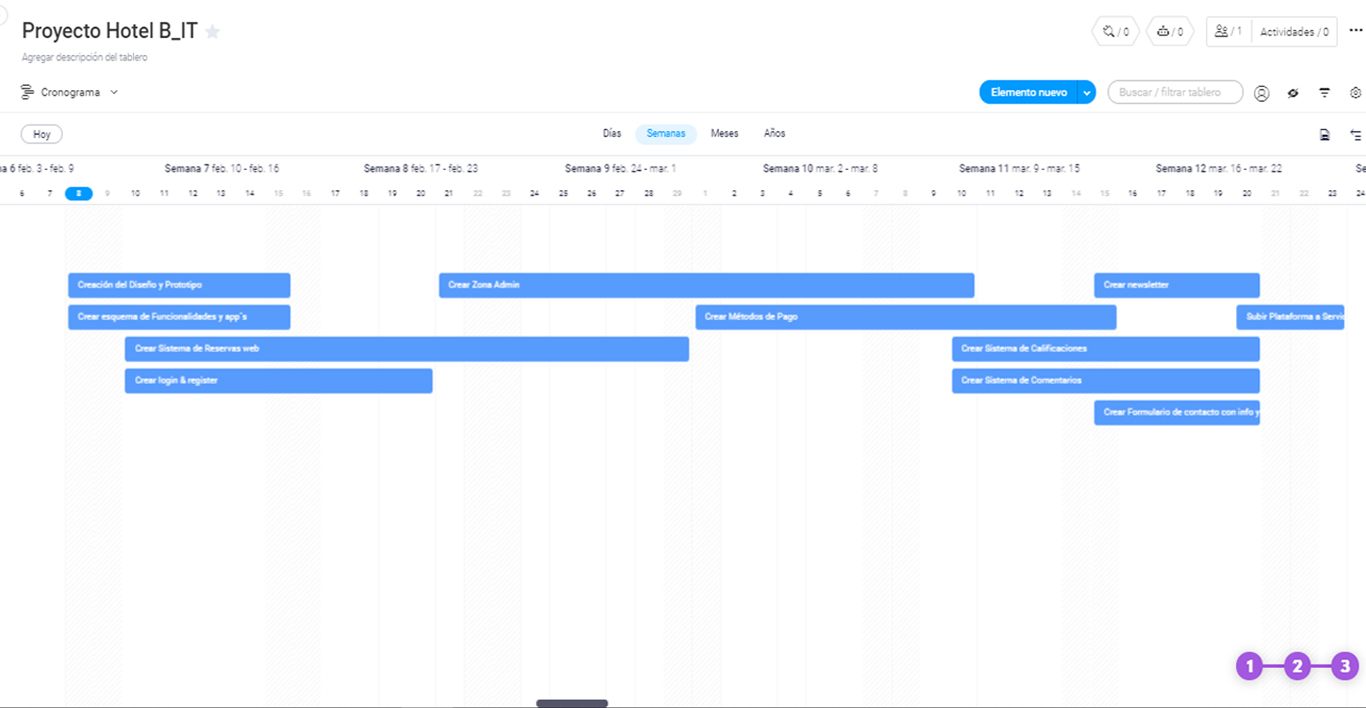 Proyecto Hotel B_IT
/ 0 / 0 / 1 Actividades / 0
Agregar descripción del tablero
Cronograma Elemento nuevo Buscar / filtrar tablero
Hoy Días Semanas Meses Años
6 feb. 3 - feb. 9 Semana 7 feb. 10 - feb. 16 Semana 8 feb. 17 - feb. 23 Semana 9 feb. 24 - mar. 1 Semana 10 mar. 2 - mar. 8 Semana 11 mar. 9 - mar. 15 Semana 12 mar. 16 - mar. 22 Se
6 7 8 9 10 11 12 13 14 15 16 17 18 19 20 21 22 23 24 25 26 27 28 29 1 2 3 4 5 6 7 8 9 10 11 12 13 14 15 16 17 18 19 20 21 22 23 24
Creación del Diseño y Prototipo Crear Zona Admin Crear newsletter
Crear esquema de Funcionalidades y app´s Crear Métodos de Pago Subir Plataforma a Servic
Crear Sistema de Reservas web Crear Sistema de Calificaciones
Crear login & register Crear Sistema de Comentarios
Crear Formulario de contacto con info y
1 2 3